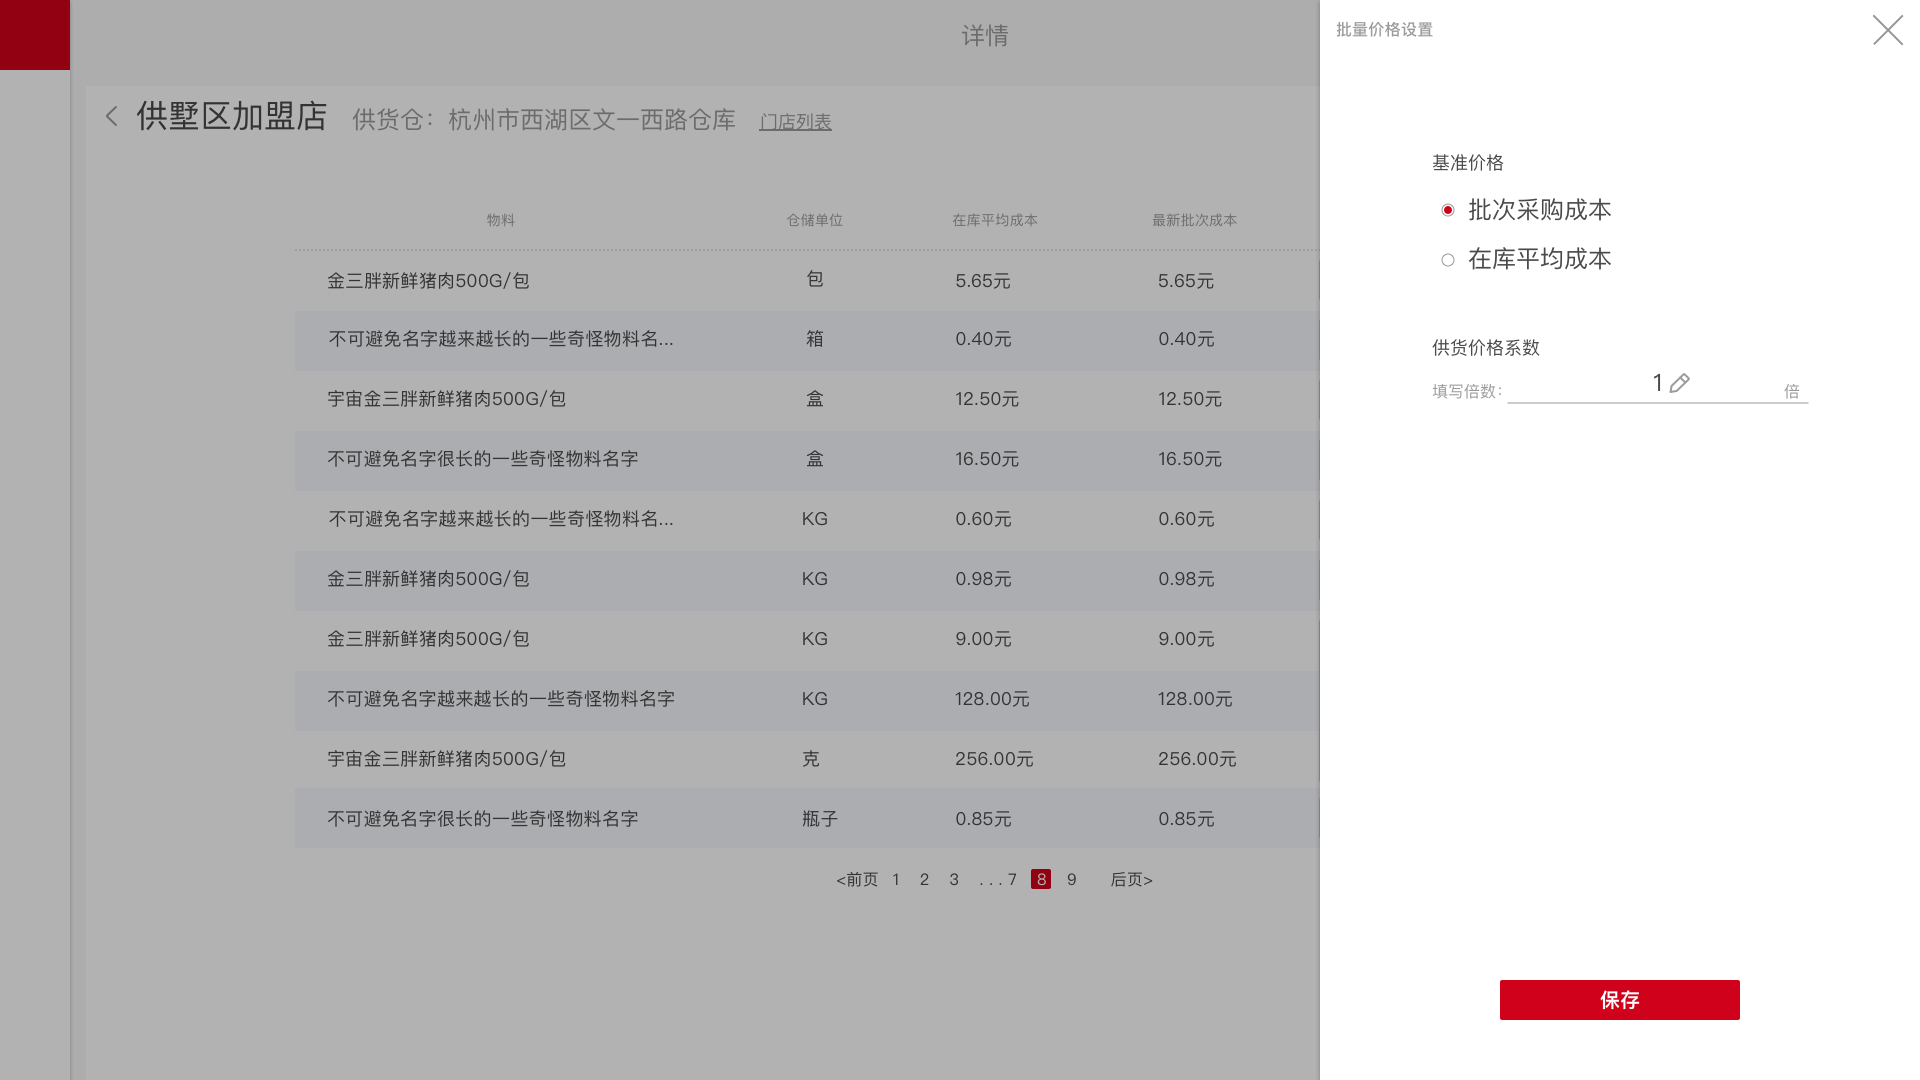 详情
供墅区加盟店 供货仓：杭州市西湖区文一西路仓库 门店列表
物料 仓储单位 在库平均成本 最新批次成本
金三胖新鲜猪肉500G/包 包 5.65元 5.65元
不可避免名字越来越长的一些奇怪物料名... 箱 0.40元 0.40元
宇宙金三胖新鲜猪肉500G/包 盒 12.50元 12.50元
不可避免名字很长的一些奇怪物料名字 盒 16.50元 16.50元
不可避免名字越来越长的一些奇怪物料名... KG 0.60元 0.60元
金三胖新鲜猪肉500G/包 KG 0.98元 0.98元
金三胖新鲜猪肉500G/包 KG 9.00元 9.00元
不可避免名字越来越长的一些奇怪物料名字 KG 128.00元 128.00元
宇宙金三胖新鲜猪肉500G/包 克 256.00元 256.00元
不可避免名字很长的一些奇怪物料名字 瓶子 0.85元 0.85元
<前页 1 2 3 ...7 8 9 后页>
批量价格设置
基准价格
批次采购成本
在库平均成本
供货价格系数
填写倍数： 1 倍
保存